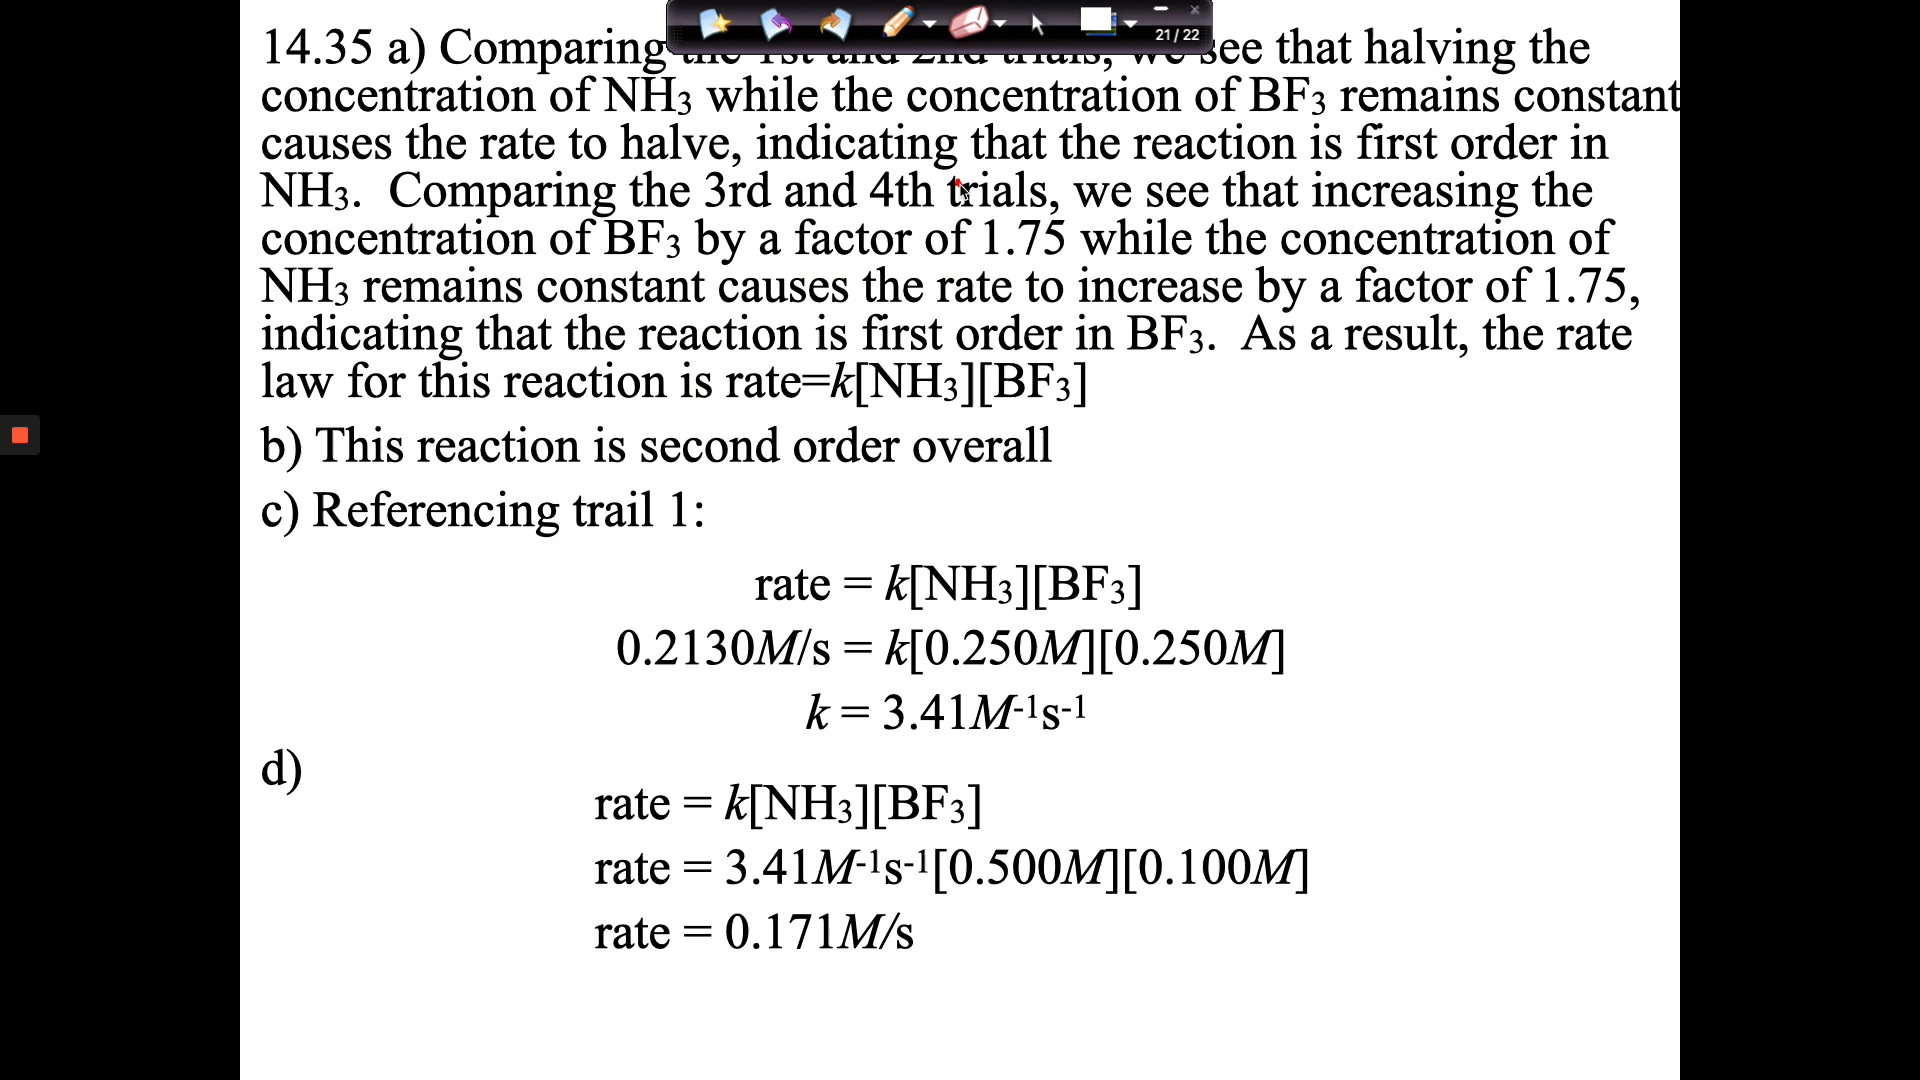 21 / 22
14.35 a) Comparing the 1st and 2nd trials, we see that halving the
concentration of NH₃ while the concentration of BF₃ remains constant
causes the rate to halve, indicating that the reaction is first order in
NH₃. Comparing the 3rd and 4th trials, we see that increasing the
concentration of BF₃ by a factor of 1.75 while the concentration of
NH₃ remains constant causes the rate to increase by a factor of 1.75,
indicating that the reaction is first order in BF₃. As a result, the rate
law for this reaction is rate=k[NH₃][BF₃]
b) This reaction is second order overall
c) Referencing trail 1:
rate = k[NH₃][BF₃]
0.2130M/s = k[0.250M][0.250M]
k = 3.41M⁻¹s⁻¹
d)
rate = k[NH₃][BF₃]
rate = 3.41M⁻¹s⁻¹[0.500M][0.100M]
rate = 0.171M/s